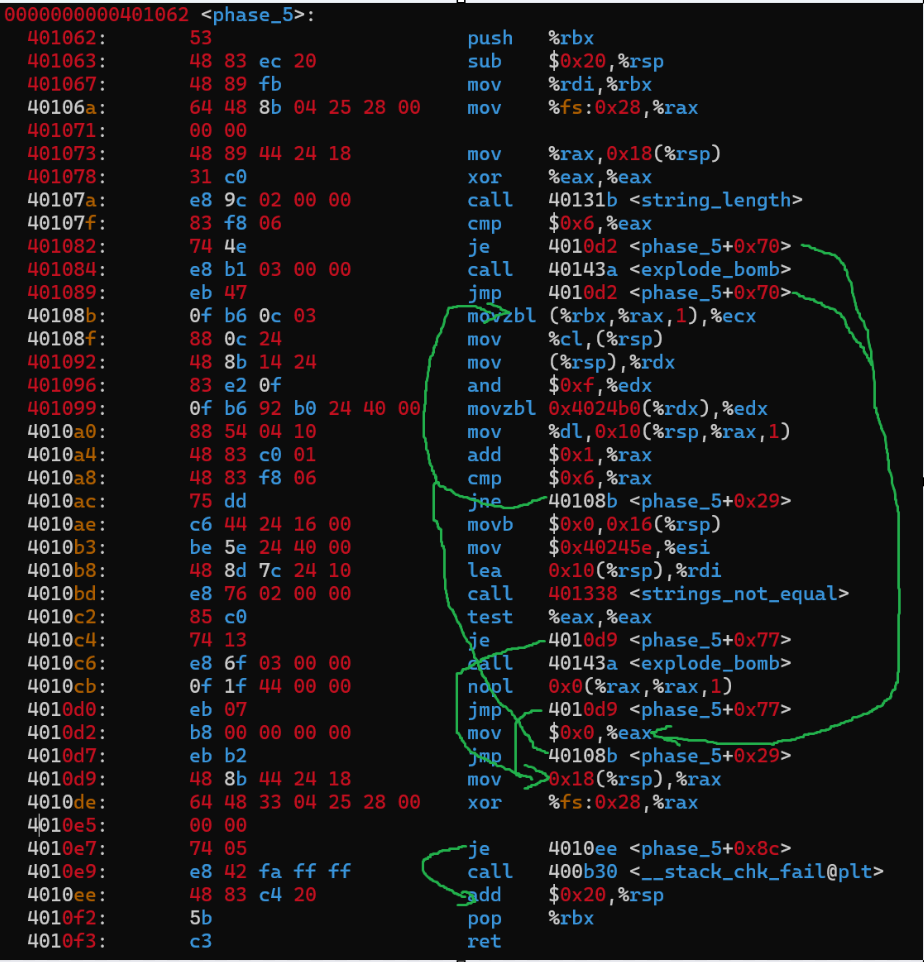 0000000000401062 <phase_5>:
401062: 53 push %rbx
401063: 48 83 ec 20 sub $0x20,%rsp
401067: 48 89 fb mov %rdi,%rbx
40106a: 64 48 8b 04 25 28 00 mov %fs:0x28,%rax
401071: 00 00
401073: 48 89 44 24 18 mov %rax,0x18(%rsp)
401078: 31 c0 xor %eax,%eax
40107a: e8 9c 02 00 00 call 40131b <string_length>
40107f: 83 f8 06 cmp $0x6,%eax
401082: 74 4e je 4010d2 <phase_5+0x70>
401084: e8 b1 03 00 00 call 40143a <explode_bomb>
401089: eb 47 jmp 4010d2 <phase_5+0x70>
40108b: 0f b6 0c 03 movzbl (%rbx,%rax,1),%ecx
40108f: 88 0c 24 mov %cl,(%rsp)
401092: 48 8b 14 24 mov (%rsp),%rdx
401096: 83 e2 0f and $0xf,%edx
401099: 0f b6 92 b0 24 40 00 movzbl 0x4024b0(%rdx),%edx
4010a0: 88 54 04 10 mov %dl,0x10(%rsp,%rax,1)
4010a4: 48 83 c0 01 add $0x1,%rax
4010a8: 48 83 f8 06 cmp $0x6,%rax
4010ac: 75 dd jne 40108b <phase_5+0x29>
4010ae: c6 44 24 16 00 movb $0x0,0x16(%rsp)
4010b3: be 5e 24 40 00 mov $0x40245e,%esi
4010b8: 48 8d 7c 24 10 lea 0x10(%rsp),%rdi
4010bd: e8 76 02 00 00 call 401338 <strings_not_equal>
4010c2: 85 c0 test %eax,%eax
4010c4: 74 13 je 4010d9 <phase_5+0x77>
4010c6: e8 6f 03 00 00 call 40143a <explode_bomb>
4010cb: 0f 1f 44 00 00 nopl 0x0(%rax,%rax,1)
4010d0: eb 07 jmp 4010d9 <phase_5+0x77>
4010d2: b8 00 00 00 00 mov $0x0,%eax
4010d7: eb b2 jmp 40108b <phase_5+0x29>
4010d9: 48 8b 44 24 18 mov 0x18(%rsp),%rax
4010de: 64 48 33 04 25 28 00 xor %fs:0x28,%rax
4010e5: 00 00
4010e7: 74 05 je 4010ee <phase_5+0x8c>
4010e9: e8 42 fa ff ff call 400b30 <__stack_chk_fail@plt>
4010ee: 48 83 c4 20 add $0x20,%rsp
4010f2: 5b pop %rbx
4010f3: c3 ret